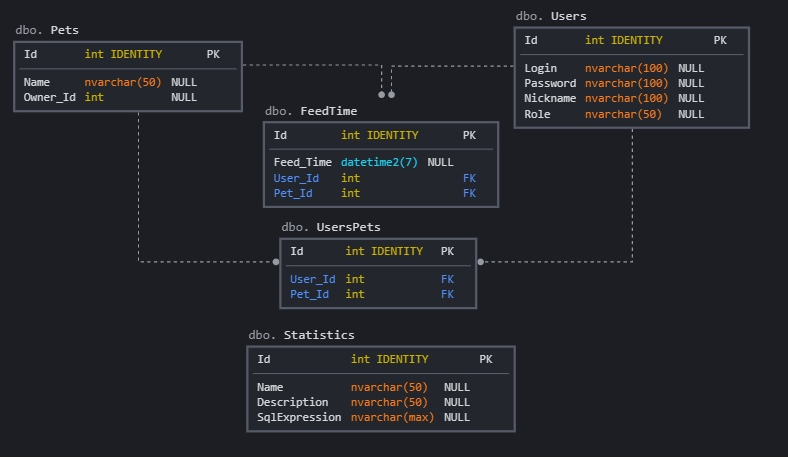 dbo. Pets
Id int IDENTITY PK
Name nvarchar(50) NULL
Owner_Id int NULL
dbo. Users
Id int IDENTITY PK
Login nvarchar(100) NULL
Password nvarchar(100) NULL
Nickname nvarchar(100) NULL
Role nvarchar(50) NULL
dbo. FeedTime
Id int IDENTITY PK
Feed_Time datetime2(7) NULL
User_Id int FK
Pet_Id int FK
dbo. UsersPets
Id int IDENTITY PK
User_Id int FK
Pet_Id int FK
dbo. Statistics
Id int IDENTITY PK
Name nvarchar(50) NULL
Description nvarchar(50) NULL
SqlExpression nvarchar(max) NULL